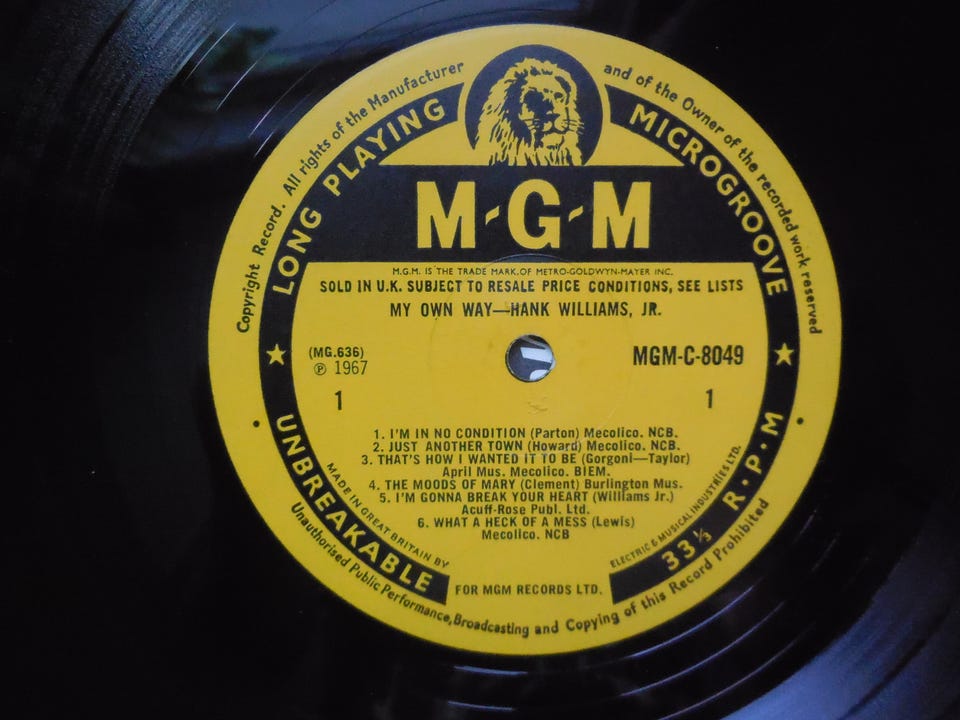 Copyright Record. All rights of the Manufacturer and of the Owner of the recorded work reserved
LONG PLAYING MICROGROOVE
M-G-M
M.G.M. IS THE TRADE MARK OF METRO-GOLDWYN-MAYER INC.
SOLD IN U.K. SUBJECT TO RESALE PRICE CONDITIONS, SEE LISTS
MY OWN WAY—HANK WILLIAMS, JR.
(MG.636) MGM-C-8049
℗ 1967
1 1
1. I'M IN NO CONDITION (Parton) Mecolico. NCB.
2. JUST ANOTHER TOWN (Howard) Mecolico. NCB.
3. THAT'S HOW I WANTED IT TO BE (Gorgoni—Taylor)
April Mus. Mecolico. BIEM.
4. THE MOODS OF MARY (Clement) Burlington Mus.
5. I'M GONNA BREAK YOUR HEART (Williams Jr.)
Acuff-Rose Publ. Ltd.
6. WHAT A HECK OF A MESS (Lewis)
Mecolico. NCB
MADE IN GREAT BRITAIN BY ELECTRIC & MUSICAL INDUSTRIES LTD.
FOR MGM RECORDS LTD.
UNBREAKABLE 33⅓ R·P·M
Unauthorised Public Performance, Broadcasting and Copying of this Record Prohibited